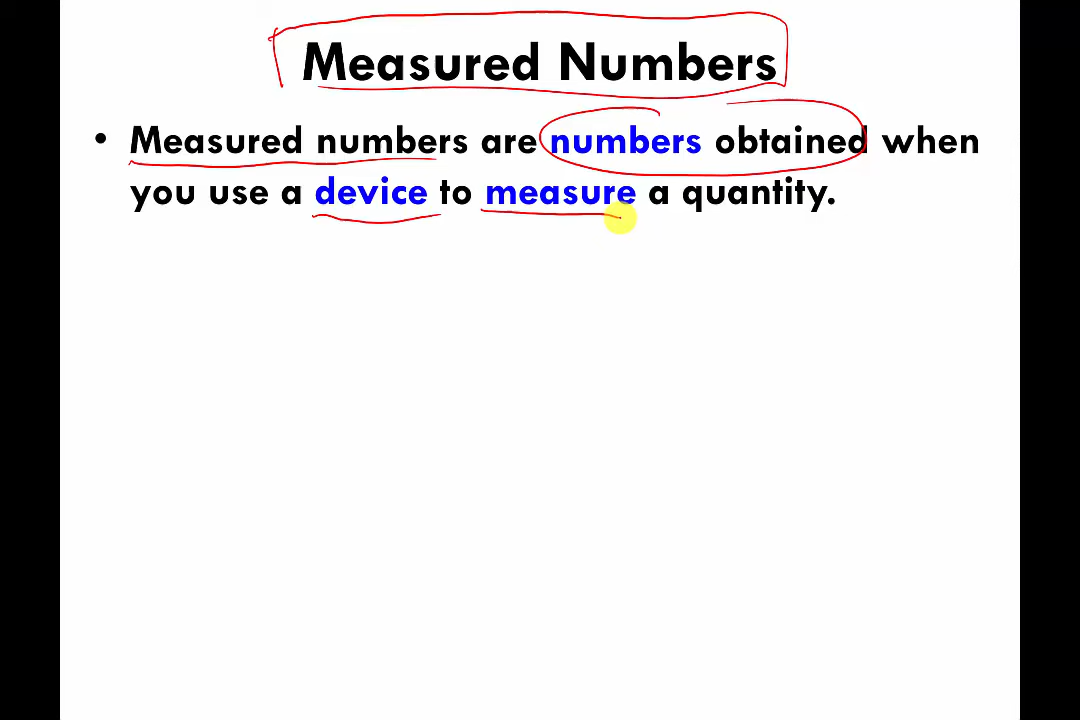 Measured Numbers
• Measured numbers are numbers obtained when
you use a device to measure a quantity.